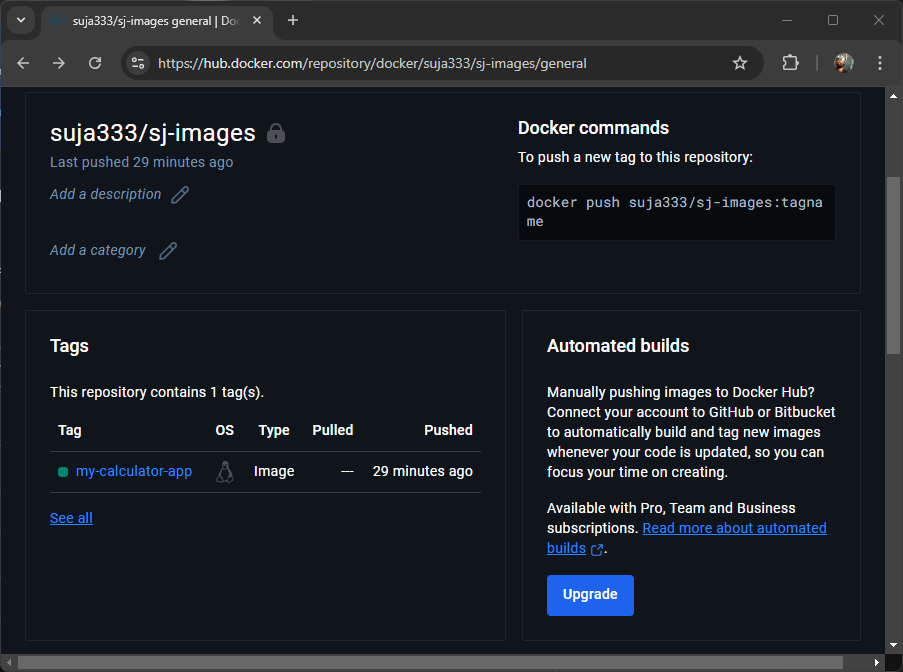 suja333/sj-images general | Doc
https://hub.docker.com/repository/docker/suja333/sj-images/general
suja333/sj-images
Last pushed 29 minutes ago
Add a description
Add a category
Docker commands
To push a new tag to this repository:
docker push suja333/sj-images:tagna
me
Tags
This repository contains 1 tag(s).
Tag OS Type Pulled Pushed
my-calculator-app Image --- 29 minutes ago
See all
Automated builds
Manually pushing images to Docker Hub?
Connect your account to GitHub or Bitbucket
to automatically build and tag new images
whenever your code is updated, so you can
focus your time on creating.
Available with Pro, Team and Business
subscriptions. Read more about automated
builds .
Upgrade